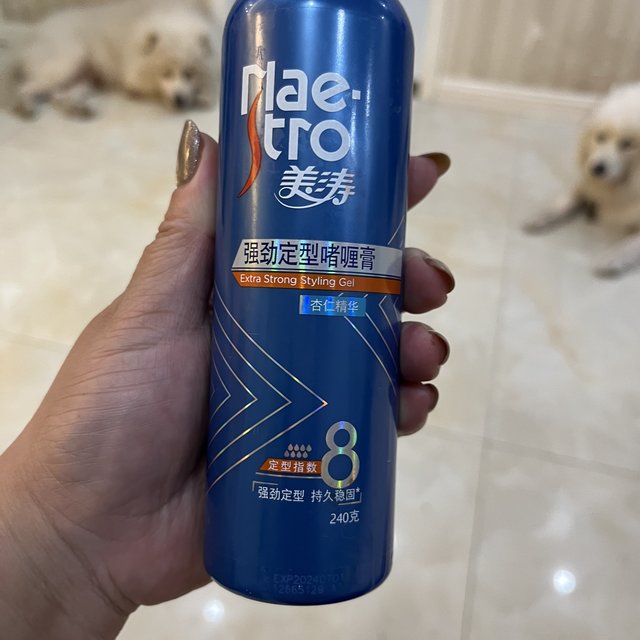 Mae-
stro
美涛
强劲定型啫喱膏
Extra Strong Styling Gel
杏仁精华
定型指数 8
强劲定型 持久稳固*
240克